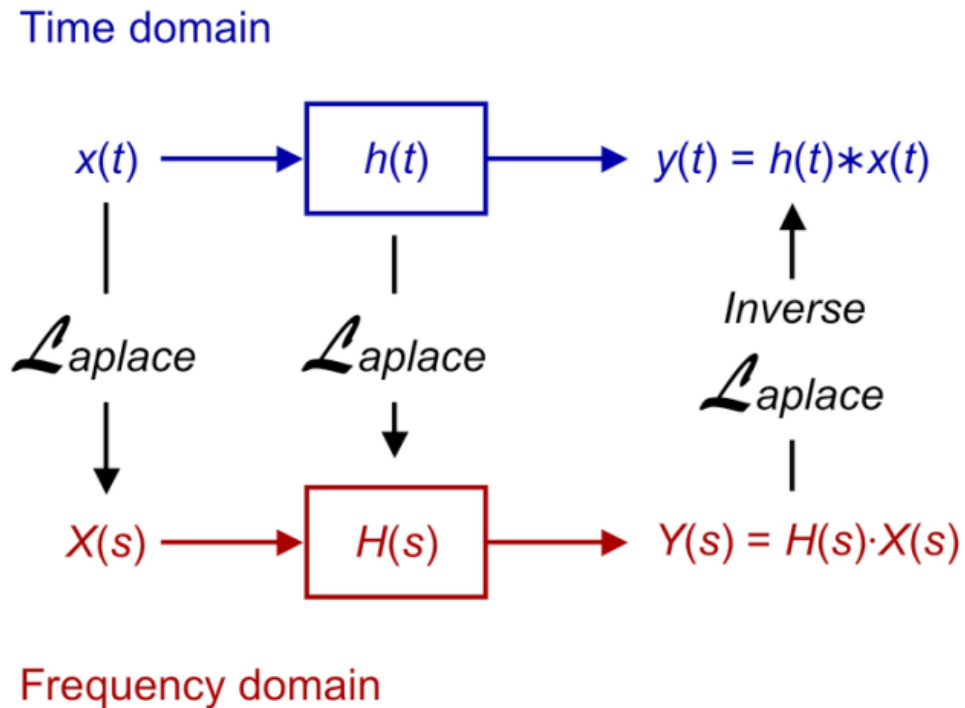 Time domain
x(t)
h(t)
y(t) = h(t)∗x(t)
Laplace
Laplace
Inverse
Laplace
X(s)
H(s)
Y(s) = H(s)·X(s)
Frequency domain